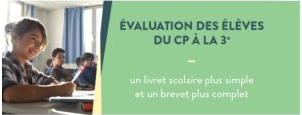 ÉVALUATION DES ÉLÈVES
DU CP À LA 3ᵉ
un livret scolaire plus simple
et un brevet plus complet